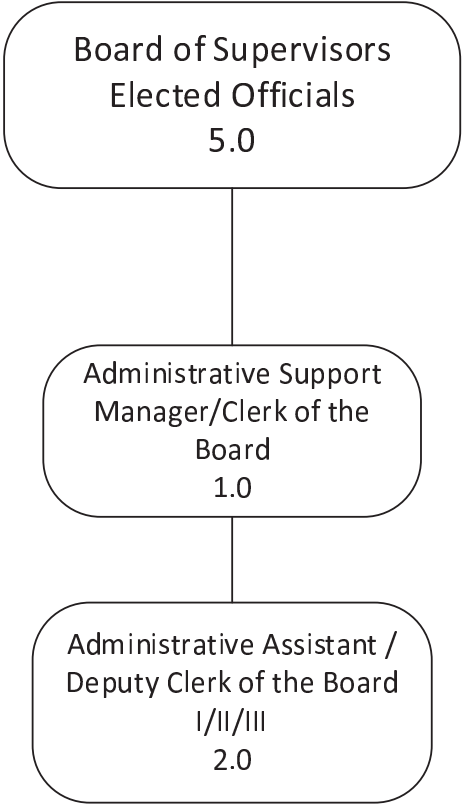 Board of Supervisors
Elected Officials
5.0
Administrative Support
Manager/Clerk of the
Board
1.0
Administrative Assistant /
Deputy Clerk of the Board
I/II/III
2.0